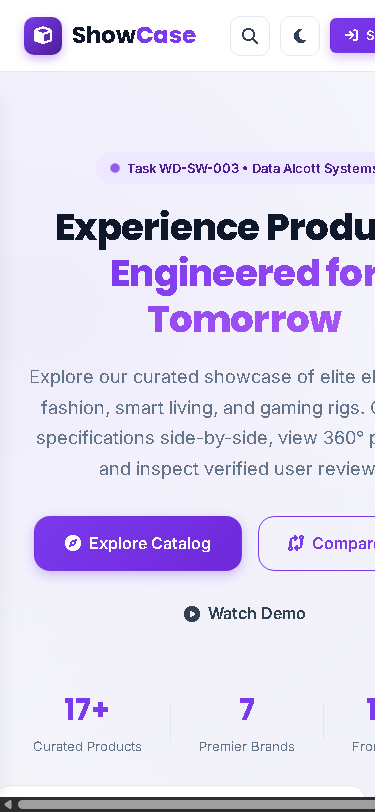 ShowCase
S
Task WD-SW-003 • Data Alcott Systems
Experience Produ
Engineered for
Tomorrow
Explore our curated showcase of elite el
fashion, smart living, and gaming rigs. C
specifications side-by-side, view 360° p
and inspect verified user review
Explore Catalog
Compare
Watch Demo
17+
7
1
Curated Products
Premier Brands
Fro